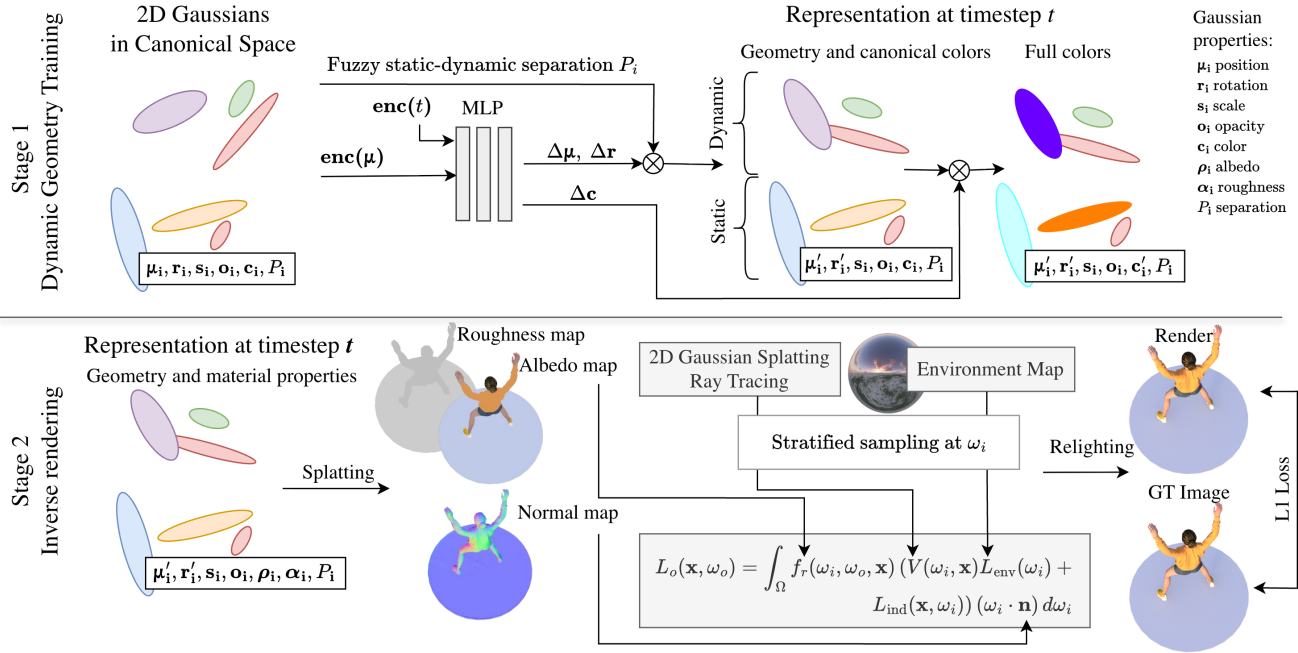 Stage 1
Dynamic Geometry Training
2D Gaussians
in Canonical Space
μ_i, r_i, s_i, o_i, c_i, P_i
Fuzzy static-dynamic separation P_i
enc(t)
MLP
enc(μ)
Δμ, Δr
Δc
Representation at timestep t
Geometry and canonical colors
Full colors
Dynamic
Static
μ′_i, r′_i, s_i, o_i, c_i, P_i
μ′_i, r′_i, s_i, o_i, c′_i, P_i
Gaussian
properties:
μ_i position
r_i rotation
s_i scale
o_i opacity
c_i color
ρ_i albedo
α_i roughness
P_i separation
Stage 2
Inverse rendering
Representation at timestep t
Geometry and material properties
μ′_i, r′_i, s_i, o_i, ρ_i, α_i, P_i
Splatting
Roughness map
Albedo map
Normal map
2D Gaussian Splatting
Ray Tracing
Environment Map
Stratified sampling at ω_i
L_o(x, ω_o) = ∫_Ω f_r(ω_i, ω_o, x) (V(ω_i, x)L_env(ω_i) +
L_ind(x, ω_i)) (ω_i · n) dω_i
Relighting
Render
GT Image
L1 Loss